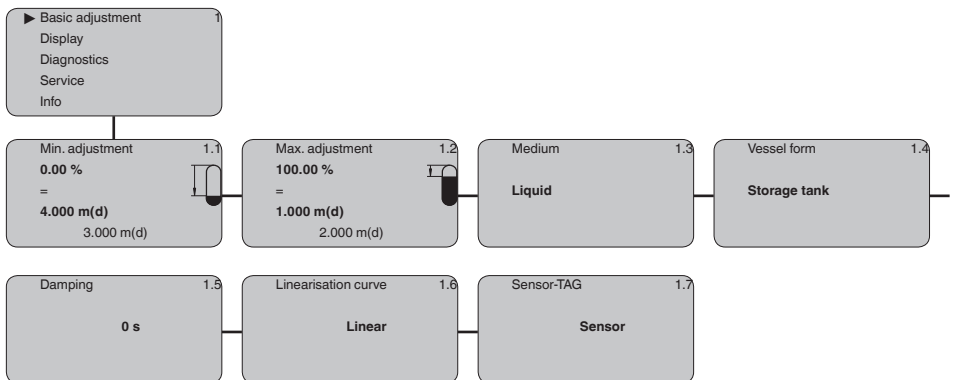 ▶ Basic adjustment 1
Display
Diagnostics
Service
Info
Min. adjustment 1.1
0.00 %
=
4.000 m(d)
3.000 m(d)
Max. adjustment 1.2
100.00 %
=
1.000 m(d)
2.000 m(d)
Medium 1.3
Liquid
Vessel form 1.4
Storage tank
Damping 1.5
0 s
Linearisation curve 1.6
Linear
Sensor-TAG 1.7
Sensor